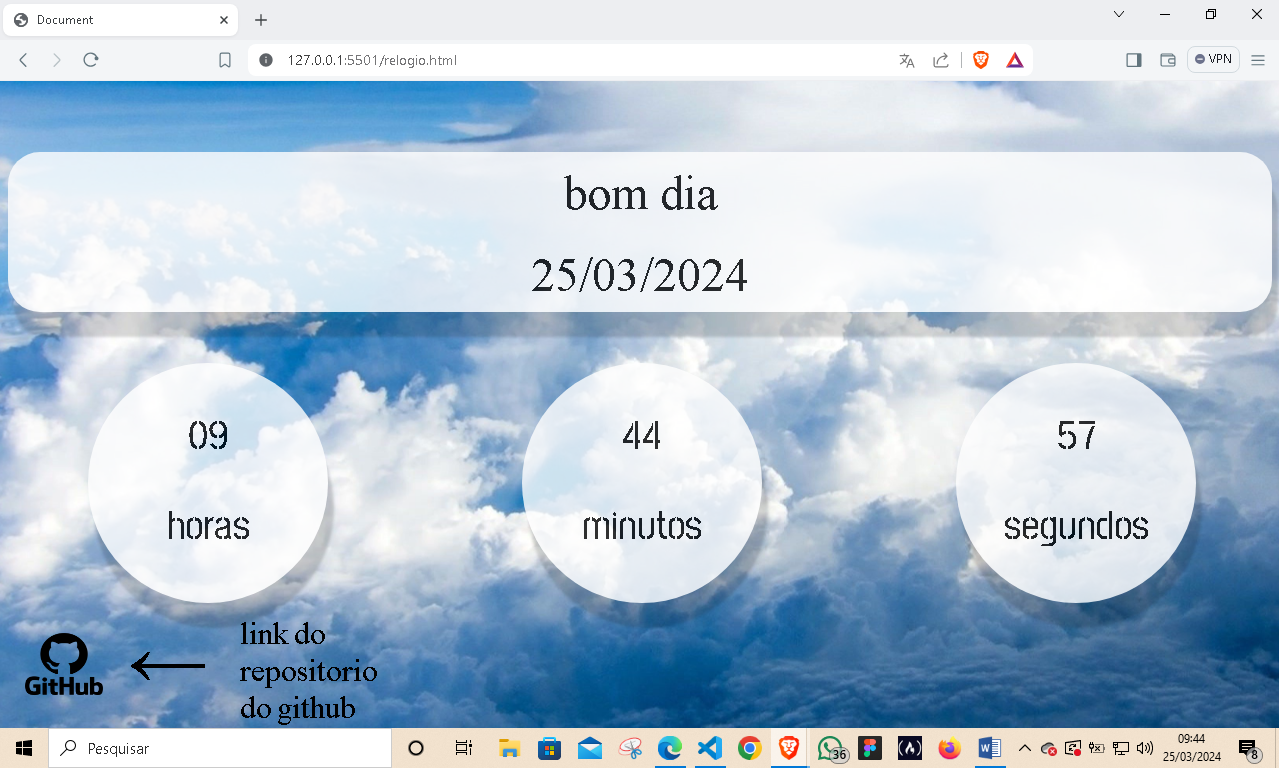 Document
127.0.0.1:5501/relogio.html
VPN
bom dia
25/03/2024
09
horas
44
minutos
57
segundos
GitHub
link do
repositorio
do github
Pesquisar
36
09:44
25/03/2024
8